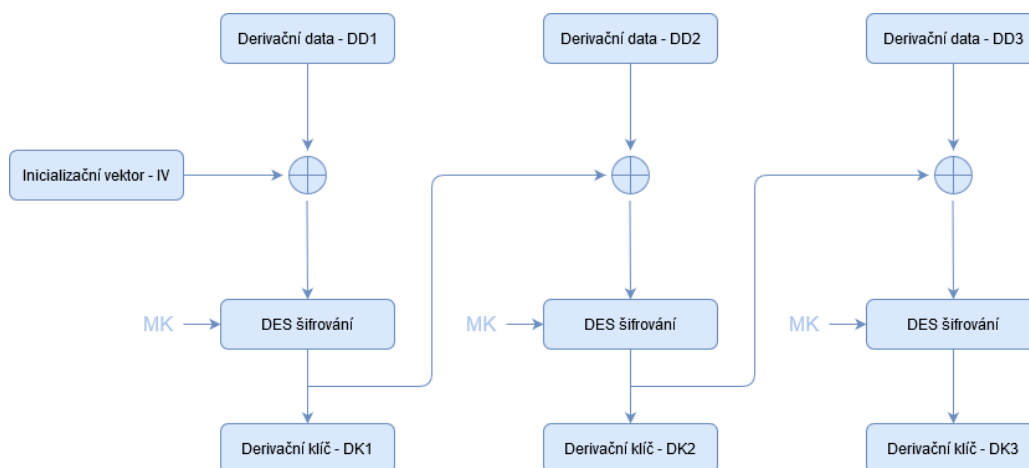 Derivační data - DD1
Derivační data - DD2
Derivační data - DD3
Inicializační vektor - IV
MK
DES šifrování
MK
DES šifrování
MK
DES šifrování
Derivační klíč - DK1
Derivační klíč - DK2
Derivační klíč - DK3